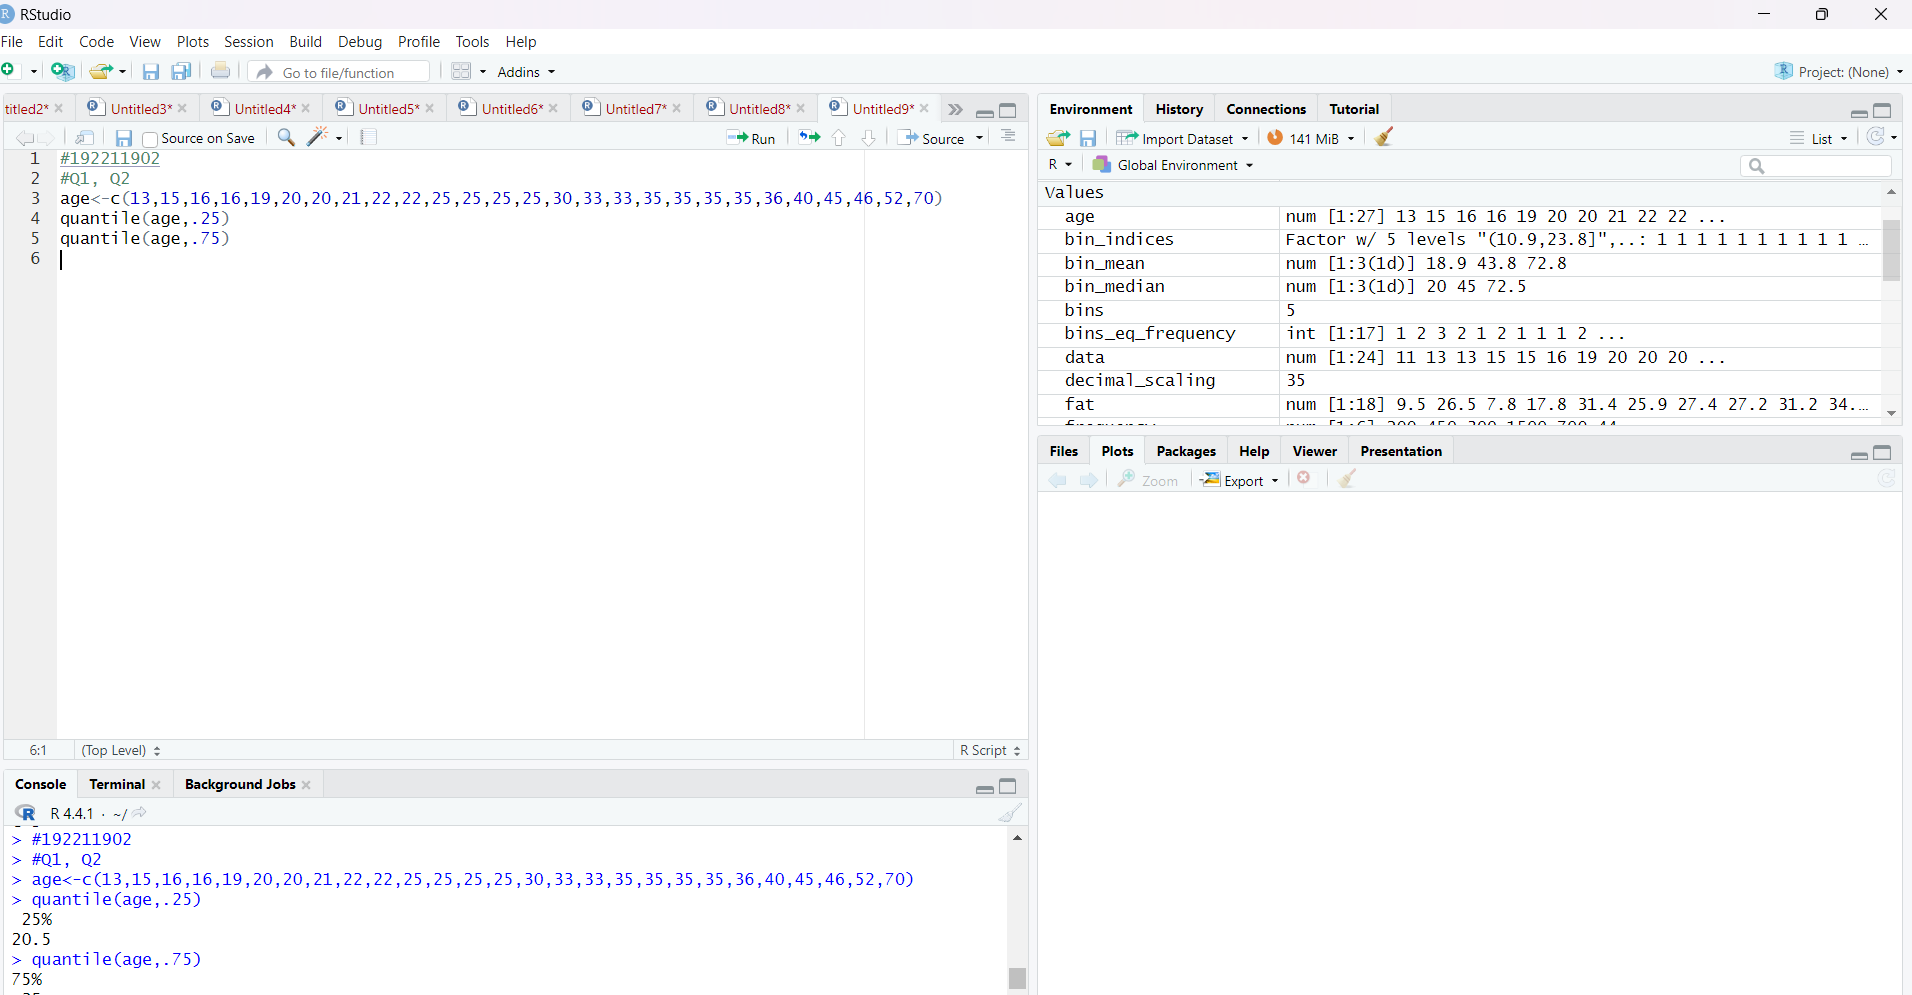 RStudio
File Edit Code View Plots Session Build Debug Profile Tools Help
Go to file/function Addins Project: (None)
titled2* Untitled3* Untitled4* Untitled5* Untitled6* Untitled7* Untitled8* Untitled9*
Source on Save Run Source
1 #192211902
2 #Q1, Q2
3 age<-c(13,15,16,16,19,20,20,21,22,22,25,25,25,25,30,33,33,35,35,35,35,36,40,45,46,52,70)
4 quantile(age,.25)
5 quantile(age,.75)
6
6:1 (Top Level) R Script
Console Terminal Background Jobs
R 4.4.1 · ~/
> #192211902
> #Q1, Q2
> age<-c(13,15,16,16,19,20,20,21,22,22,25,25,25,25,30,33,33,35,35,35,35,36,40,45,46,52,70)
> quantile(age,.25)
25%
20.5
> quantile(age,.75)
75%
Environment History Connections Tutorial
Import Dataset 141 MiB List
R Global Environment
Values
age num [1:27] 13 15 16 16 19 20 20 21 22 22 ...
bin_indices Factor w/ 5 levels "(10.9,23.8]",..: 1 1 1 1 1 1 1 1 1 1 …
bin_mean num [1:3(1d)] 18.9 43.8 72.8
bin_median num [1:3(1d)] 20 45 72.5
bins 5
bins_eq_frequency int [1:17] 1 2 3 2 1 2 1 1 1 2 ...
data num [1:24] 11 13 13 15 15 16 19 20 20 20 ...
decimal_scaling 35
fat num [1:18] 9.5 26.5 7.8 17.8 31.4 25.9 27.4 27.2 31.2 34.…
Files Plots Packages Help Viewer Presentation
Zoom Export